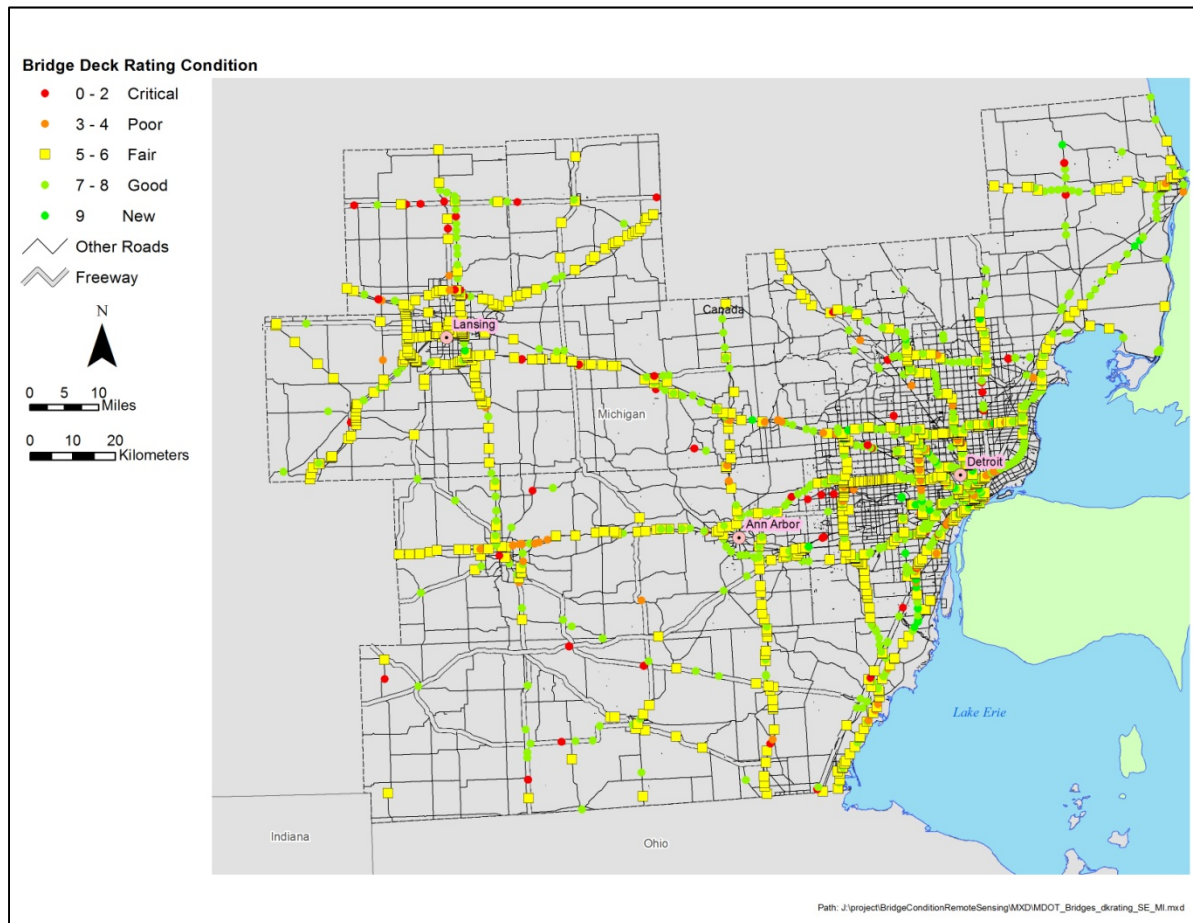 Bridge Deck Rating Condition
0 - 2 Critical
3 - 4 Poor
5 - 6 Fair
7 - 8 Good
9 New
Other Roads
Freeway
N
0 5 10
Miles
0 10 20
Kilometers
Canada
Lansing
Michigan
Detroit
Ann Arbor
Lake Erie
Indiana
Ohio
Path: J:\project\BridgeConditionRemoteSensing\MXD\MDOT_Bridges_dkrating_SE_MI.mxd